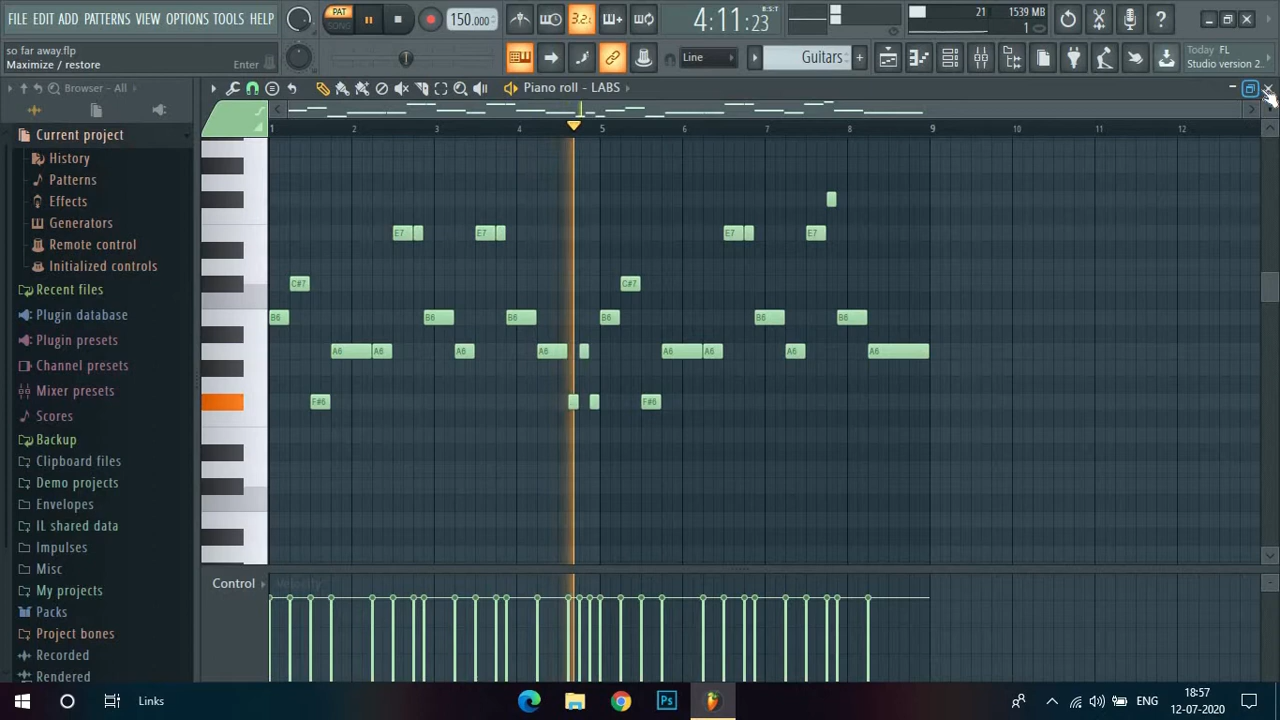 FILE EDIT ADD PATTERNS VIEW OPTIONS TOOLS HELP
PAT
SONG
150.000
3.2
4:11:23
B:S:T
21
1539 MB
1
so far away.flp
Maximize / restore
Enter
Line
Guitars
Today FL
Studio version 2..
Browser - All
Piano roll - LABS
Current project
History
Patterns
Effects
Generators
Remote control
Initialized controls
Recent files
Plugin database
Plugin presets
Channel presets
Mixer presets
Scores
Backup
Clipboard files
Demo projects
Envelopes
IL shared data
Impulses
Misc
My projects
Packs
Project bones
Recorded
Rendered
1 2 3 4 5 6 7 8 9 10 11 12
E7 E7 E7 E7
C#7 C#7
B6 B6 B6 B6 B6 B6
A6 A6 A6 A6 A6 A6 A6 A6
F#6 F#6
Control
Velocity
Links
Ps
ENG
18:57
12-07-2020